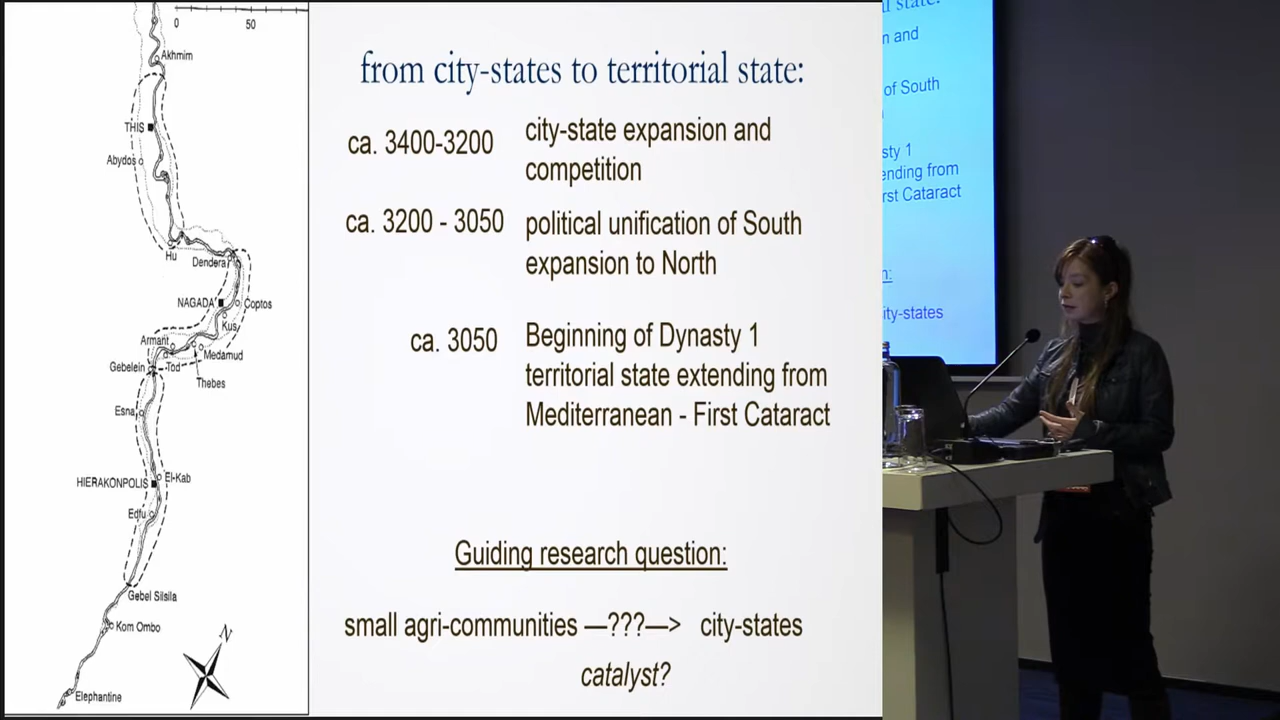 0 50
Akhmim
THIS
Abydos
Hu
Dendera
NAGADA
Coptos
Kus
Armant
Medamud
Gebelein
Tod
Thebes
Esna
HIERAKONPOLIS
El-Kab
Edfu
Gebel Silsila
Kom Ombo
N
Elephantine
from city-states to territorial state:
ca. 3400-3200
city-state expansion and
competition
ca. 3200 - 3050
political unification of South
expansion to North
ca. 3050
Beginning of Dynasty 1
territorial state extending from
Mediterranean - First Cataract
Guiding research question:
small agri-communities —???—> city-states
catalyst?
al state:
n and
of South
sty 1
ending from
rst Cataract
n:
ity-states